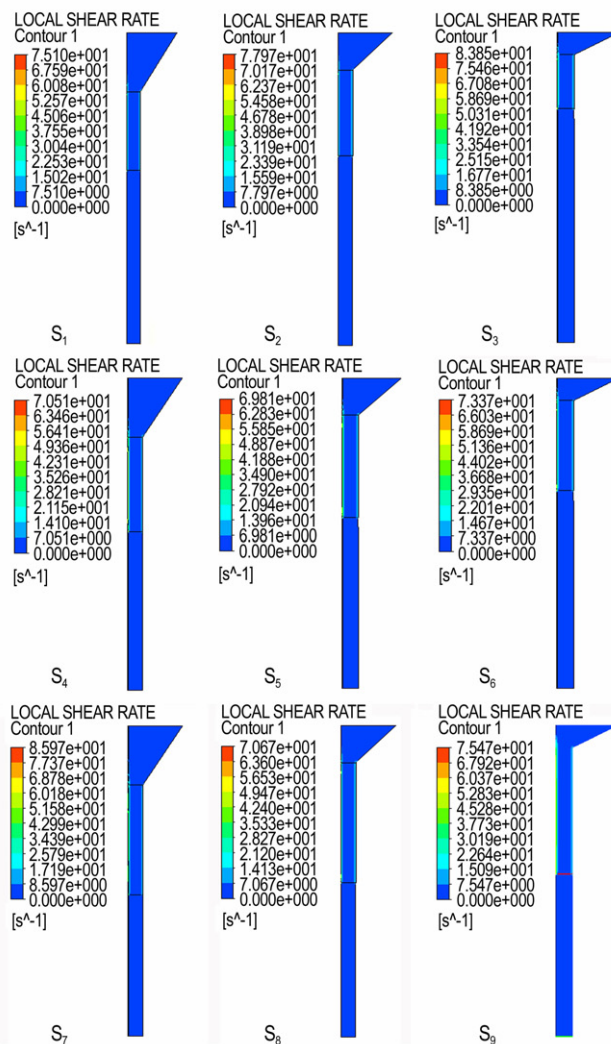 LOCAL SHEAR RATE
Contour 1
7.510e+001
6.759e+001
6.008e+001
5.257e+001
4.506e+001
3.755e+001
3.004e+001
2.253e+001
1.502e+001
7.510e+000
0.000e+000
[s^-1]
S₁
LOCAL SHEAR RATE
Contour 1
7.797e+001
7.017e+001
6.237e+001
5.458e+001
4.678e+001
3.898e+001
3.119e+001
2.339e+001
1.559e+001
7.797e+000
0.000e+000
[s^-1]
S₂
LOCAL SHEAR RATE
Contour 1
8.385e+001
7.546e+001
6.708e+001
5.869e+001
5.031e+001
4.192e+001
3.354e+001
2.515e+001
1.677e+001
8.385e+000
0.000e+000
[s^-1]
S₃
LOCAL SHEAR RATE
Contour 1
7.051e+001
6.346e+001
5.641e+001
4.936e+001
4.231e+001
3.526e+001
2.821e+001
2.115e+001
1.410e+001
7.051e+000
0.000e+000
[s^-1]
S₄
LOCAL SHEAR RATE
Contour 1
6.981e+001
6.283e+001
5.585e+001
4.887e+001
4.188e+001
3.490e+001
2.792e+001
2.094e+001
1.396e+001
6.981e+000
0.000e+000
[s^-1]
S₅
LOCAL SHEAR RATE
Contour 1
7.337e+001
6.603e+001
5.869e+001
5.136e+001
4.402e+001
3.668e+001
2.935e+001
2.201e+001
1.467e+001
7.337e+000
0.000e+000
[s^-1]
S₆
LOCAL SHEAR RATE
Contour 1
8.597e+001
7.737e+001
6.878e+001
6.018e+001
5.158e+001
4.299e+001
3.439e+001
2.579e+001
1.719e+001
8.597e+000
0.000e+000
[s^-1]
S₇
LOCAL SHEAR RATE
Contour 1
7.067e+001
6.360e+001
5.653e+001
4.947e+001
4.240e+001
3.533e+001
2.827e+001
2.120e+001
1.413e+001
7.067e+000
0.000e+000
[s^-1]
S₈
LOCAL SHEAR RATE
Contour 1
7.547e+001
6.792e+001
6.037e+001
5.283e+001
4.528e+001
3.773e+001
3.019e+001
2.264e+001
1.509e+001
7.547e+000
0.000e+000
[s^-1]
S₉